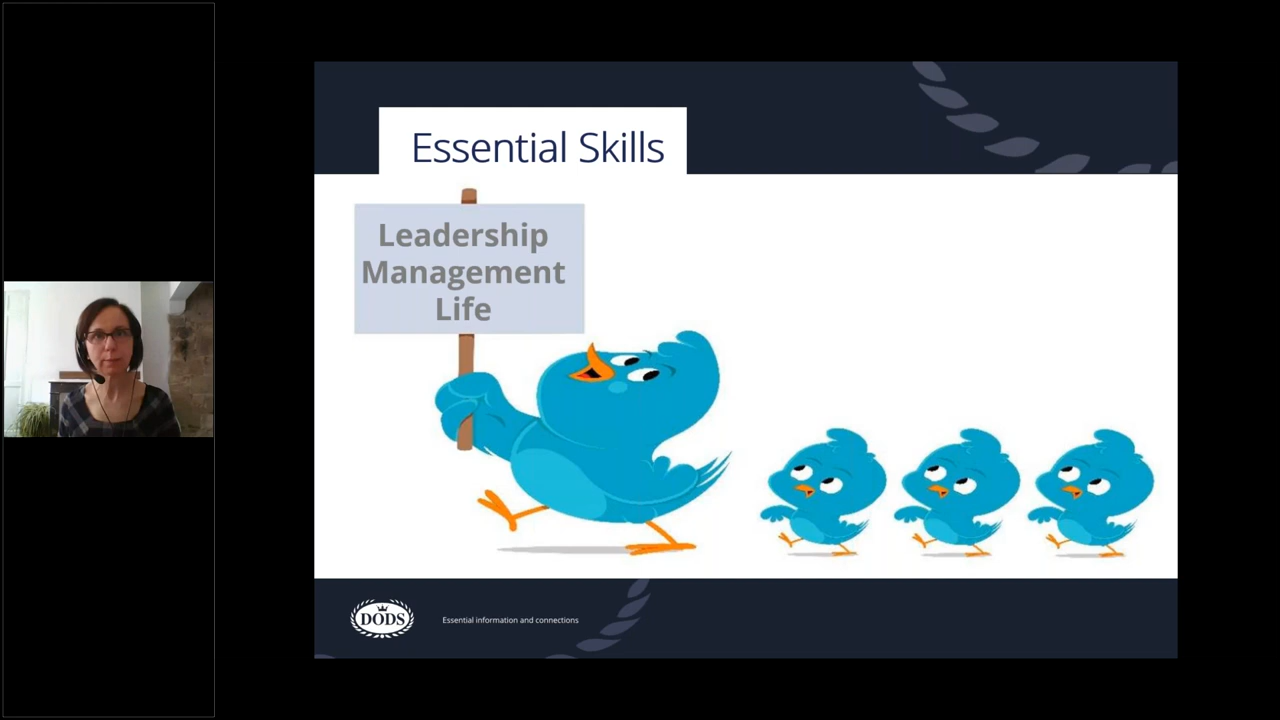 Essential Skills
Leadership
Management
Life
DODS
Essential information and connections